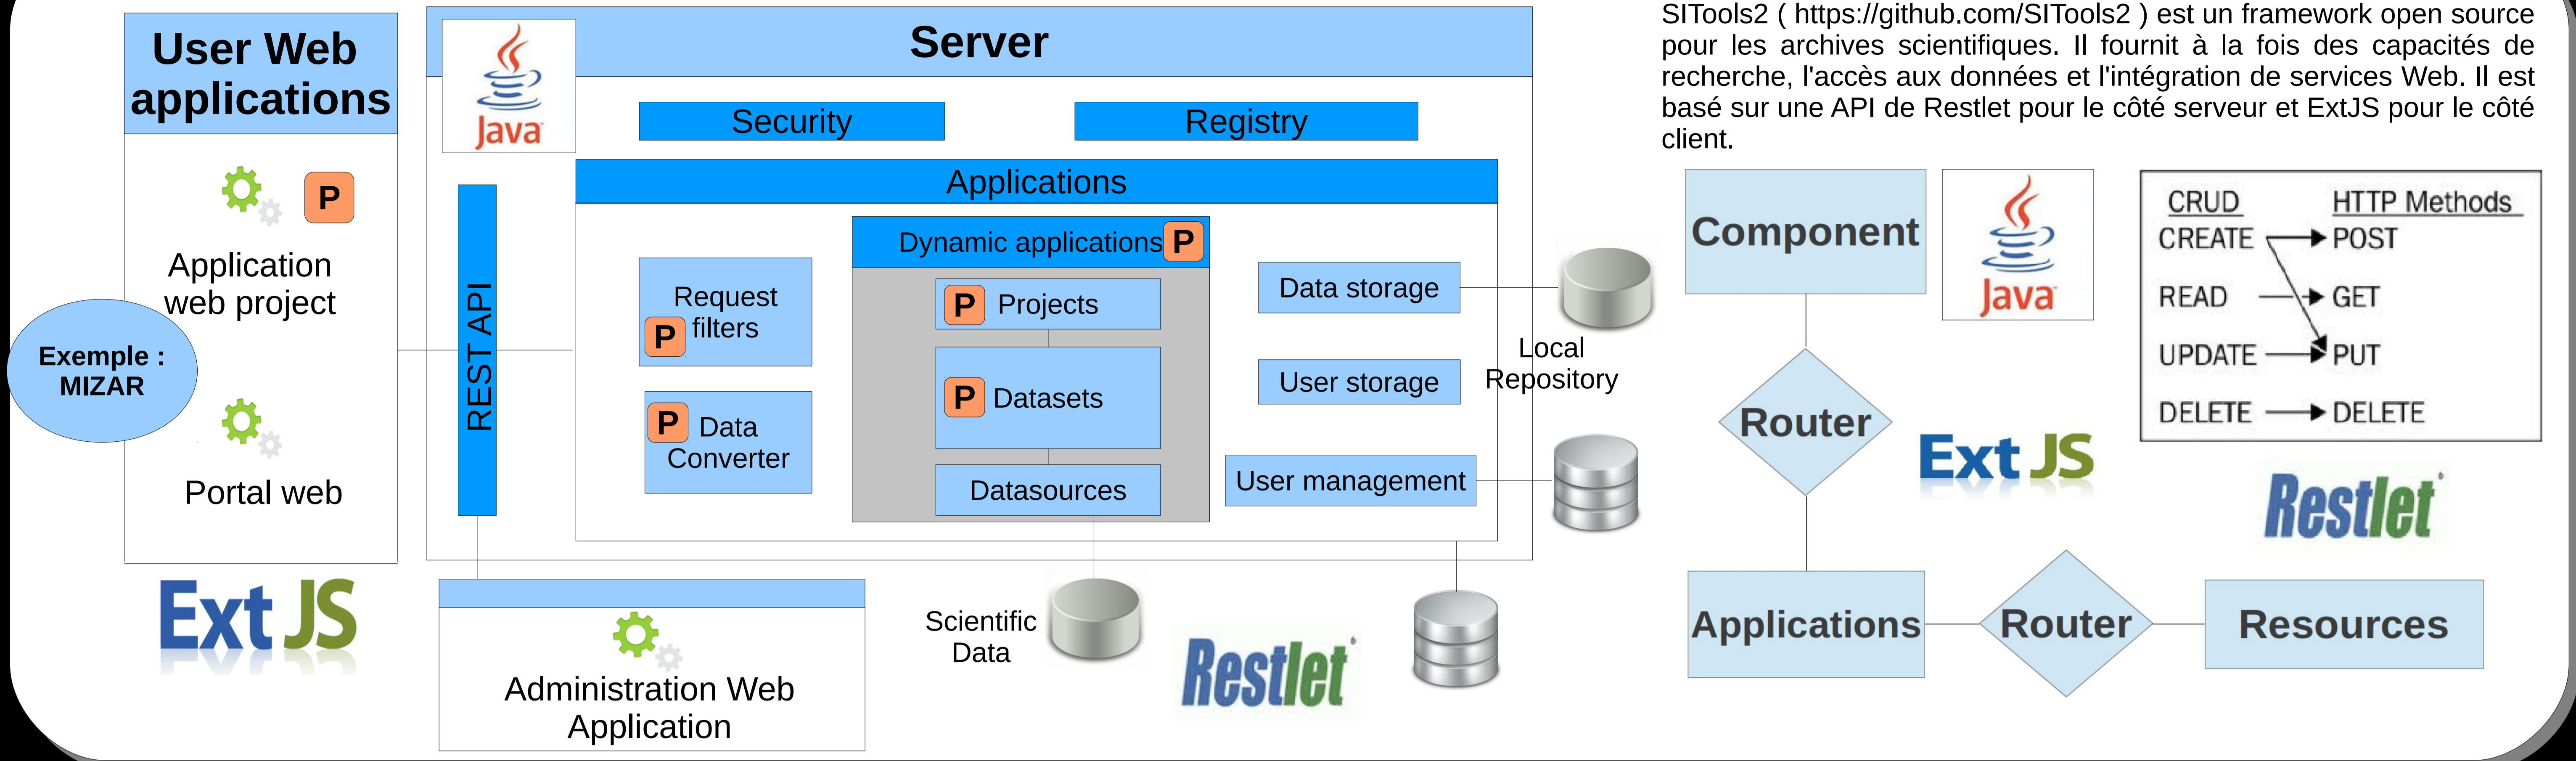 User Web
applications
P
Application
web project
Exemple :
MIZAR
Portal web
Ext JS
Server
Java
Security
Registry
REST API
Applications
Request
filters
P
Data
Converter
P
Dynamic applications
P
P
Projects
P
Datasets
Datasources
Data storage
User storage
User management
Local
Repository
Administration Web
Application
Scientific
Data
Restlet
SITools2 ( https://github.com/SITools2 ) est un framework open source
pour les archives scientifiques. Il fournit à la fois des capacités de
recherche, l'accès aux données et l'intégration de services Web. Il est
basé sur une API de Restlet pour le côté serveur et ExtJS pour le côté
client.
Component
Java
Router
Ext JS
Applications
Router
Resources
CRUD HTTP Methods
CREATE POST
READ GET
UPDATE PUT
DELETE DELETE
Restlet